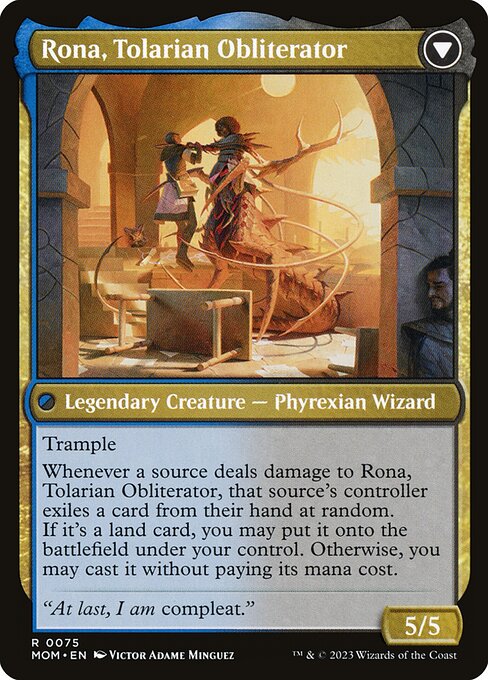 Rona, Tolarian Obliterator
Legendary Creature — Phyrexian Wizard
Trample
Whenever a source deals damage to Rona,
Tolarian Obliterator, that source's controller
exiles a card from their hand at random.
If it's a land card, you may put it onto the
battlefield under your control. Otherwise, you
may cast it without paying its mana cost.
“At last, I am compleat.”
5/5
R 0075
MOM • EN Victor Adame Minguez
™ & © 2023 Wizards of the Coast